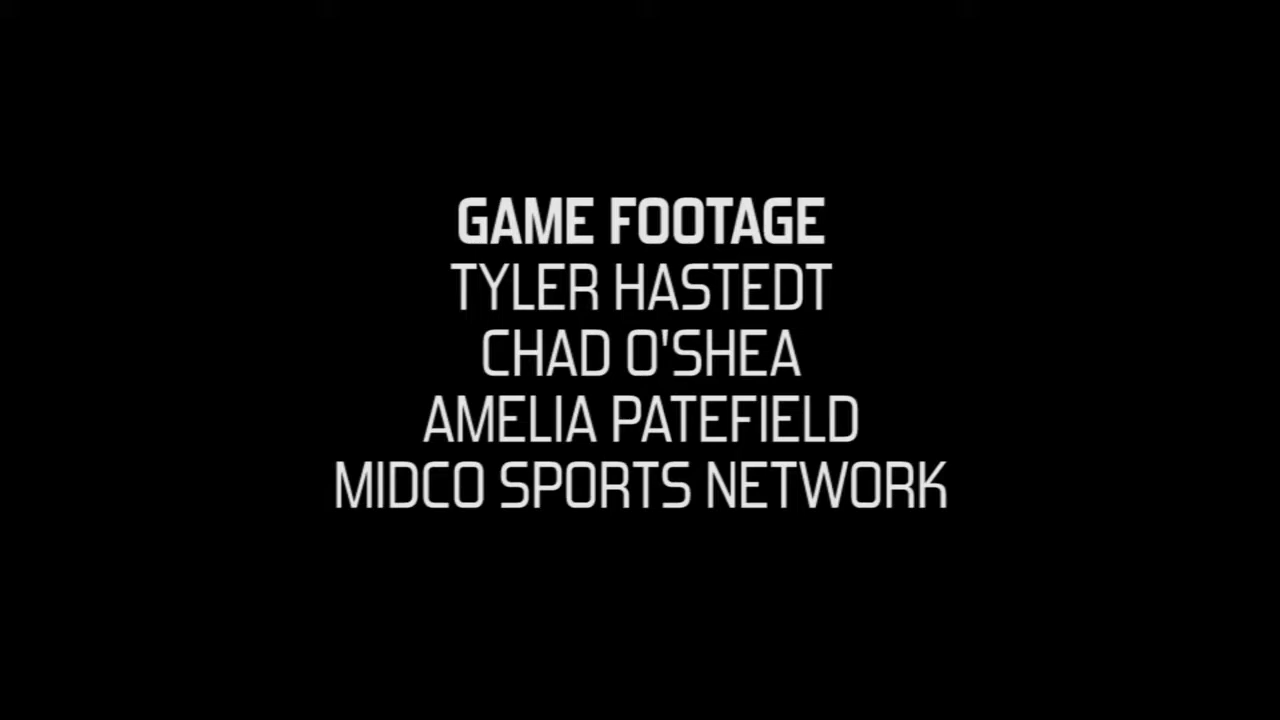 GAME FOOTAGE
TYLER HASTEDT
CHAD O'SHEA
AMELIA PATEFIELD
MIDCO SPORTS NETWORK